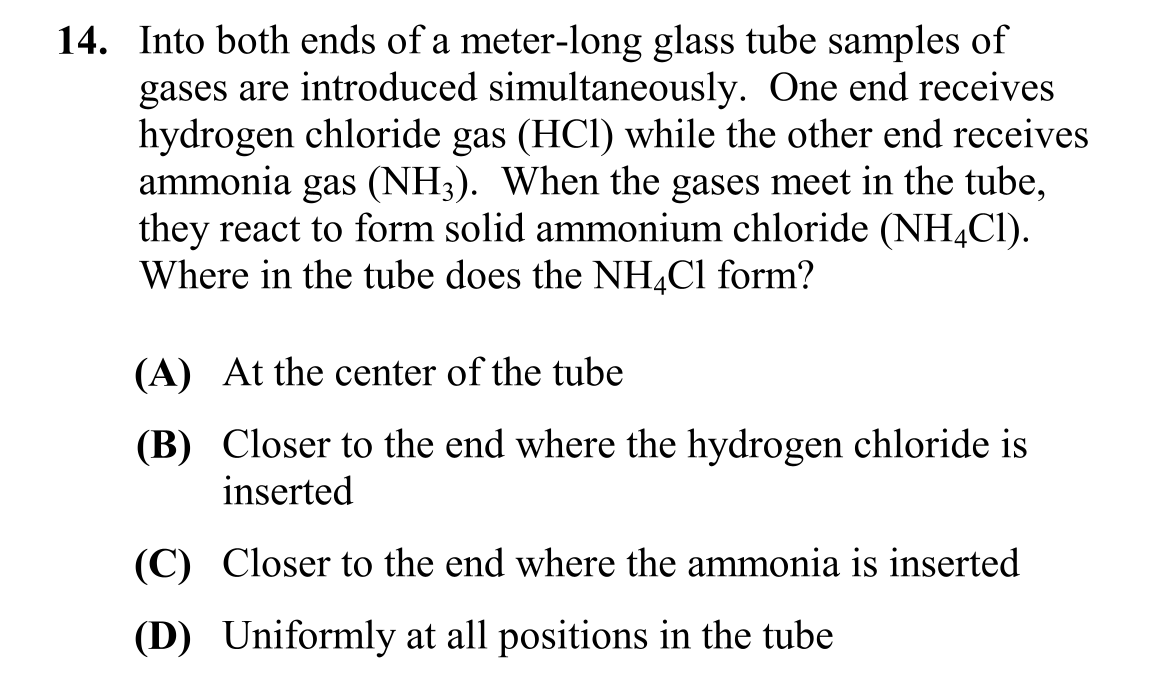 14. Into both ends of a meter-long glass tube samples of
gases are introduced simultaneously. One end receives
hydrogen chloride gas (HCl) while the other end receives
ammonia gas (NH₃). When the gases meet in the tube,
they react to form solid ammonium chloride (NH₄Cl).
Where in the tube does the NH₄Cl form?
(A) At the center of the tube
(B) Closer to the end where the hydrogen chloride is
inserted
(C) Closer to the end where the ammonia is inserted
(D) Uniformly at all positions in the tube